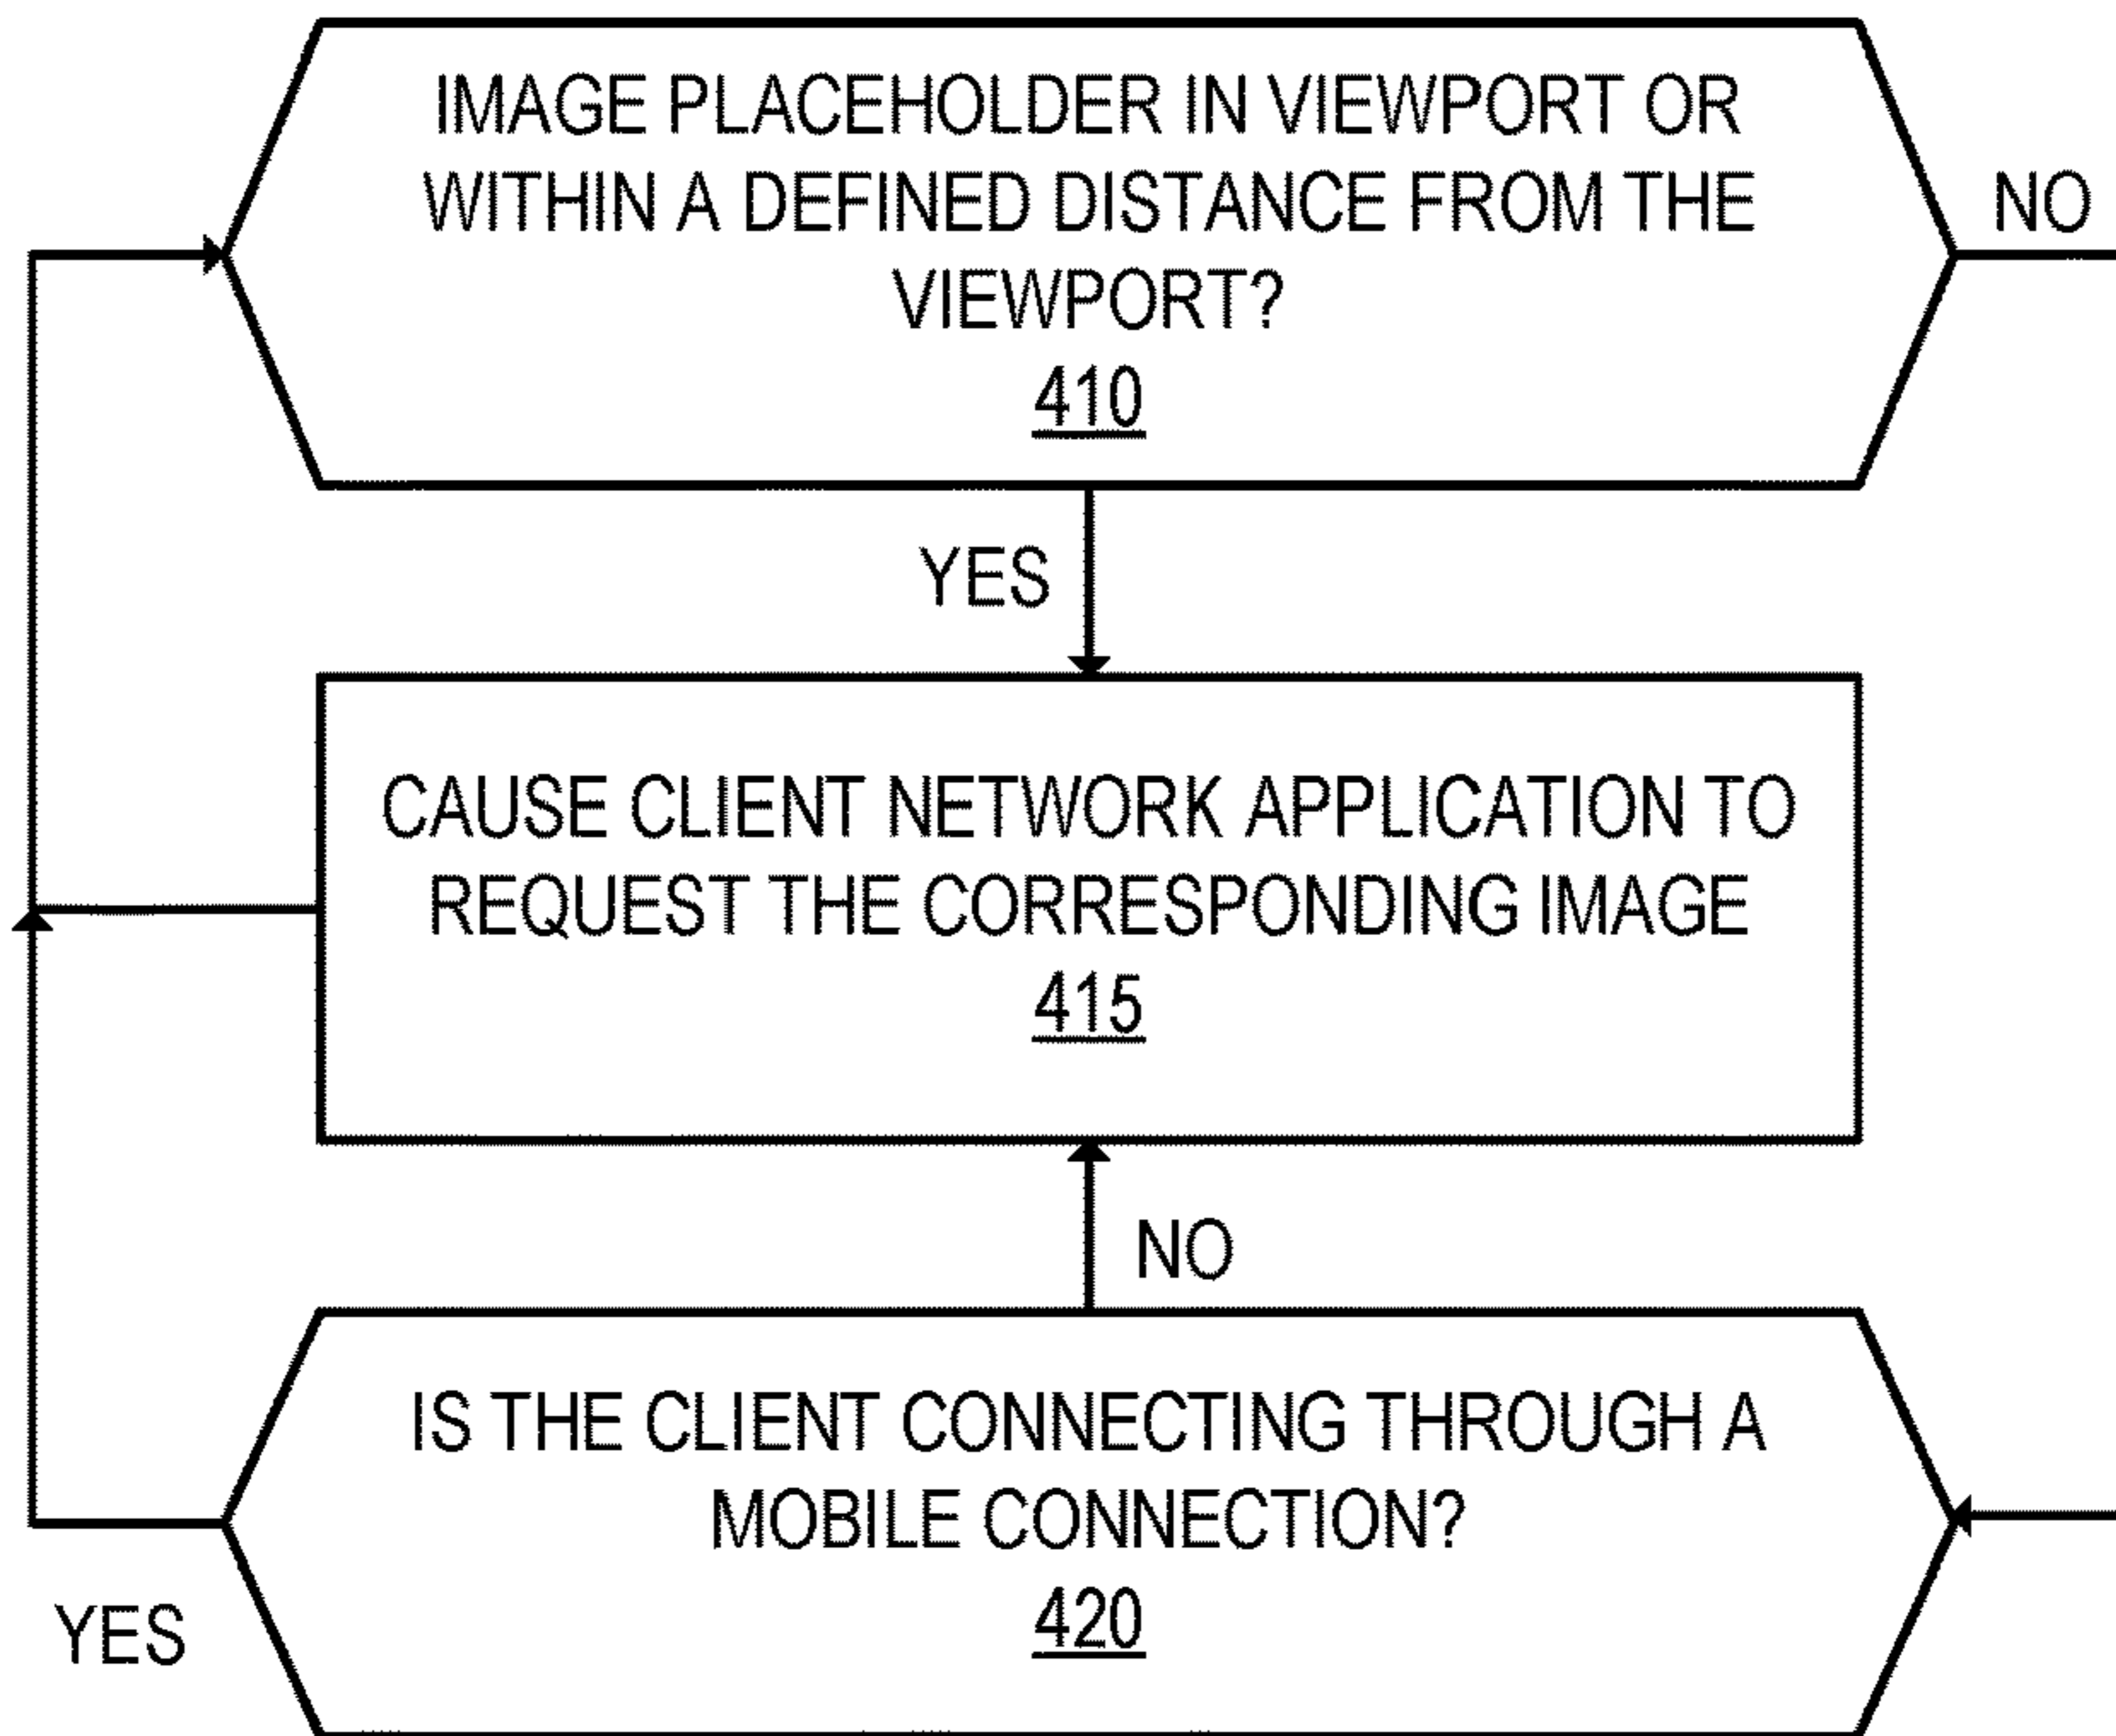 IMAGE PLACEHOLDER IN VIEWPORT OR
WITHIN A DEFINED DISTANCE FROM THE
VIEWPORT?
410
NO
YES
CAUSE CLIENT NETWORK APPLICATION TO
REQUEST THE CORRESPONDING IMAGE
415
NO
IS THE CLIENT CONNECTING THROUGH A
MOBILE CONNECTION?
420
YES